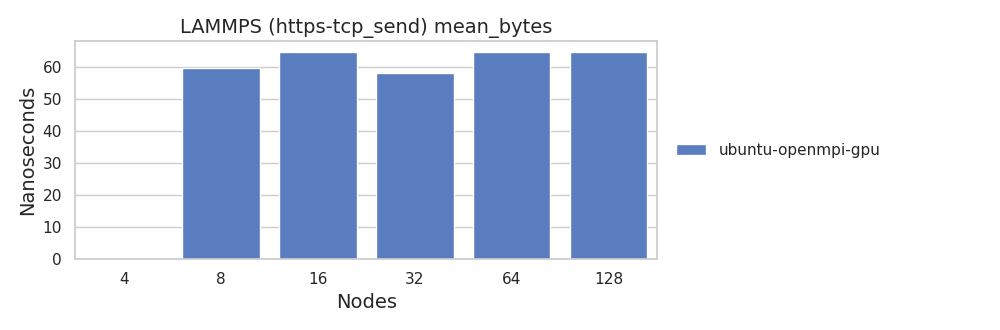 LAMMPS (https-tcp_send) mean_bytes
Nanoseconds
60
50
40
30
20
10
0
4 8 16 32 64 128
Nodes
ubuntu-openmpi-gpu